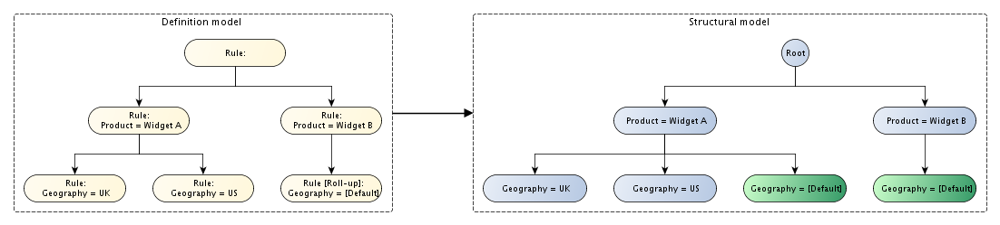 Definition model
Rule:
Rule:
Product = Widget A
Rule:
Product = Widget B
Rule:
Geography = UK
Rule:
Geography = US
Rule [Roll-up]:
Geography = [Default]
Structural model
Root
Product = Widget A
Product = Widget B
Geography = UK
Geography = US
Geography = [Default]
Geography = [Default]